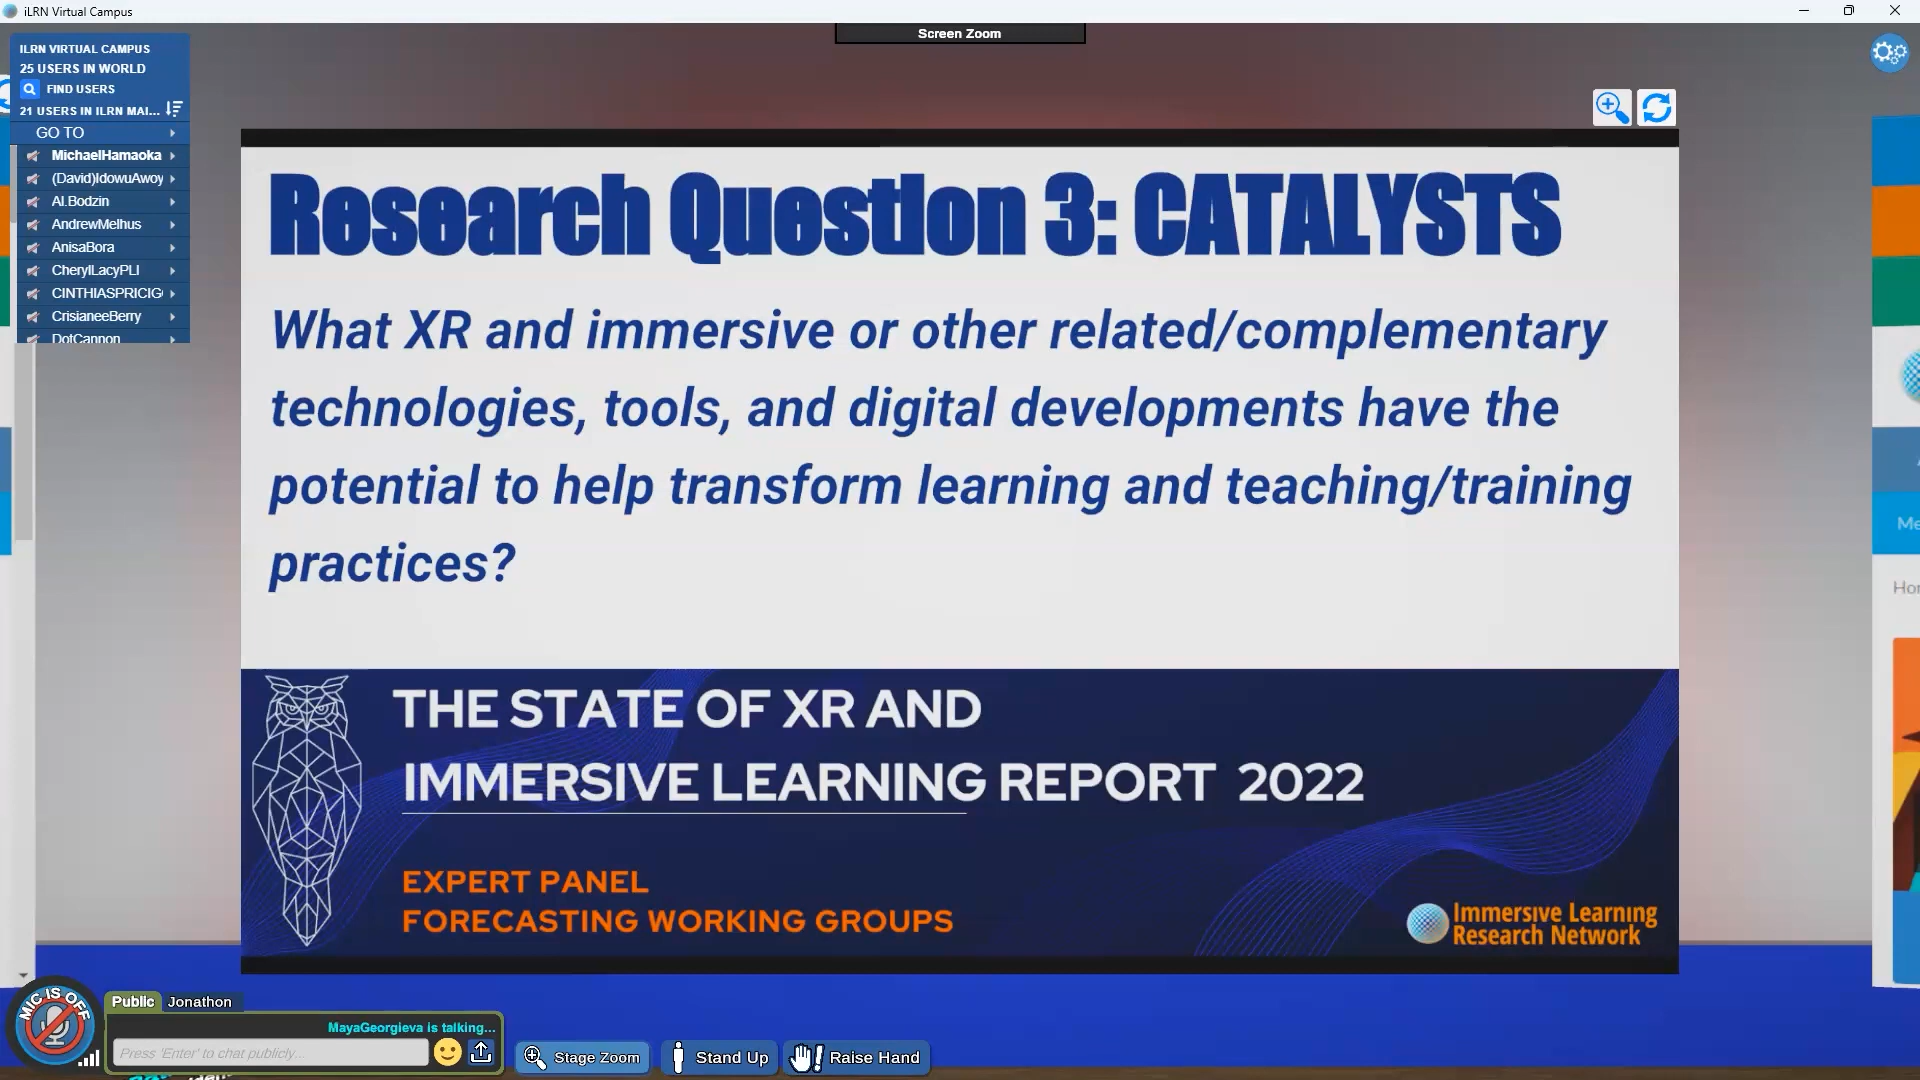 iLRN Virtual Campus
Screen Zoom
ILRN VIRTUAL CAMPUS
25 USERS IN WORLD
FIND USERS
21 USERS IN ILRN MAI...
GO TO
MichaelHamaoka
(David)IdowuAwoy
Al.Bodzin
AndrewMelhus
AnisaBora
CherylLacyPLI
CINTHIASPRICIG
CrisianeeBerry
DotCannon
Research Question 3: CATALYSTS
What XR and immersive or other related/complementary
technologies, tools, and digital developments have the
potential to help transform learning and teaching/training
practices?
THE STATE OF XR AND
IMMERSIVE LEARNING REPORT 2022
EXPERT PANEL
FORECASTING WORKING GROUPS
Immersive Learning
Research Network
MIC IS OFF
Public Jonathon
MayaGeorgieva is talking...
Press 'Enter' to chat publicly...
Stage Zoom
Stand Up
Raise Hand